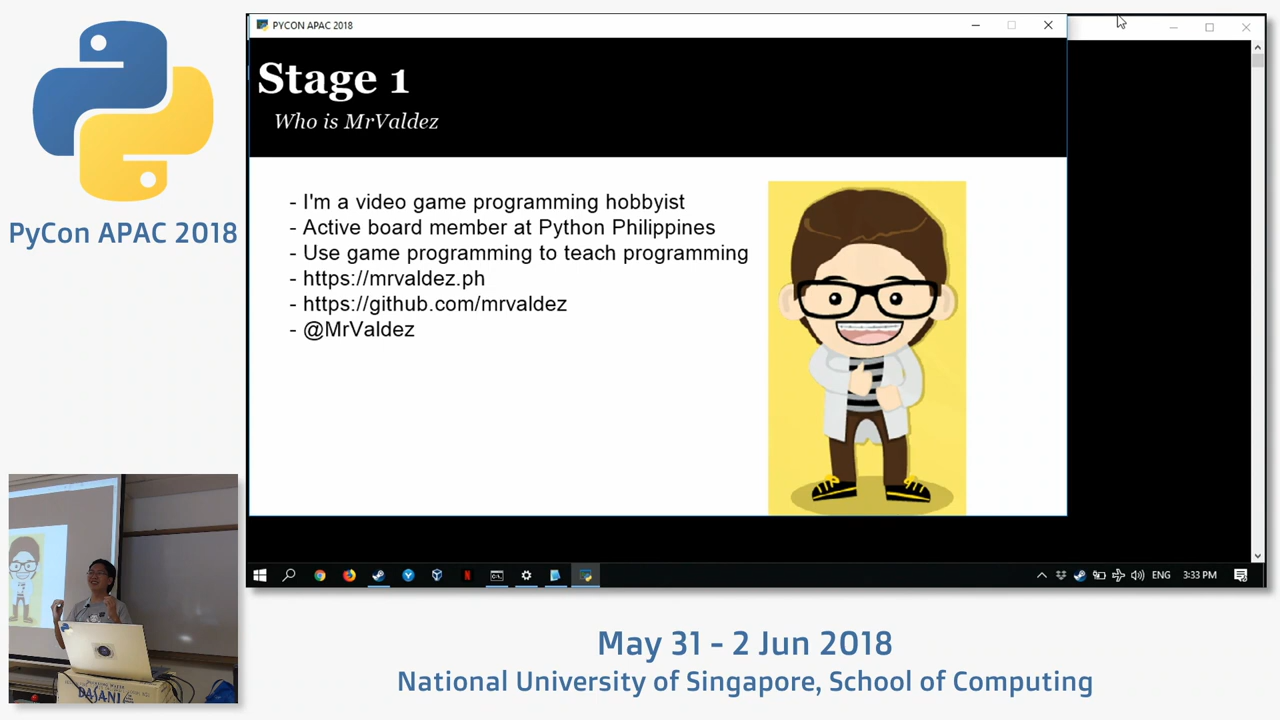 PyCon APAC 2018
PYCON APAC 2018
Stage 1
Who is MrValdez
- I'm a video game programming hobbyist
- Active board member at Python Philippines
- Use game programming to teach programming
- https://mrvaldez.ph
- https://github.com/mrvaldez
- @MrValdez
ENG
3:33 PM
DASANI
May 31 - 2 Jun 2018
National University of Singapore, School of Computing